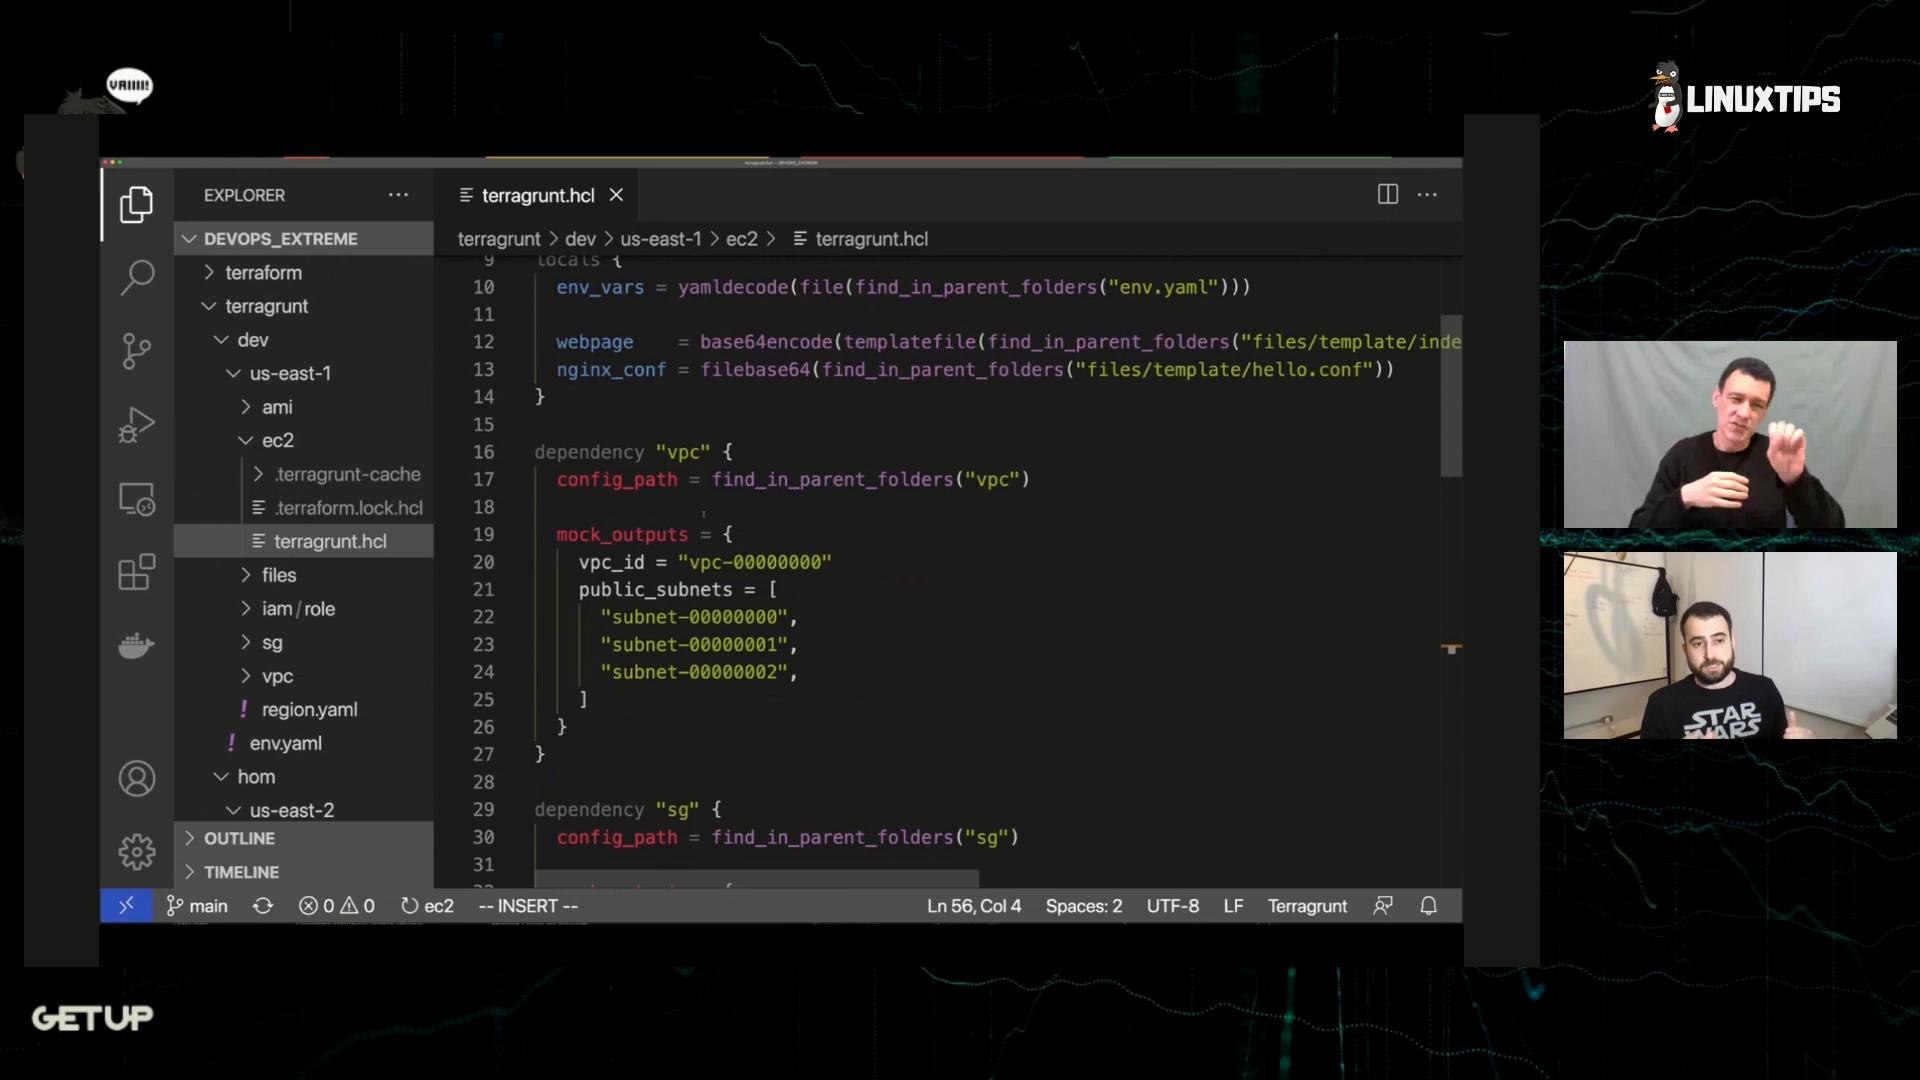 VAIIII!
LINUXTIPS
EXPLORER
DEVOPS_EXTREME
terraform
terragrunt
dev
us-east-1
ami
ec2
.terragrunt-cache
.terraform.lock.hcl
terragrunt.hcl
files
iam/role
sg
vpc
region.yaml
env.yaml
hom
us-east-2
OUTLINE
TIMELINE
terragrunt.hcl
terragrunt > dev > us-east-1 > ec2 > terragrunt.hcl
9 locals {
10 env_vars = yamldecode(file(find_in_parent_folders("env.yaml")))
11
12 webpage = base64encode(templatefile(find_in_parent_folders("files/template/inde
13 nginx_conf = filebase64(find_in_parent_folders("files/template/hello.conf"))
14 }
15
16 dependency "vpc" {
17 config_path = find_in_parent_folders("vpc")
18
19 mock_outputs = {
20 vpc_id = "vpc-00000000"
21 public_subnets = [
22 "subnet-00000000",
23 "subnet-00000001",
24 "subnet-00000002",
25 ]
26 }
27 }
28
29 dependency "sg" {
30 config_path = find_in_parent_folders("sg")
31
main 0 0 ec2 -- INSERT -- Ln 56, Col 4 Spaces: 2 UTF-8 LF Terragrunt
STAR
WARS
GETUP